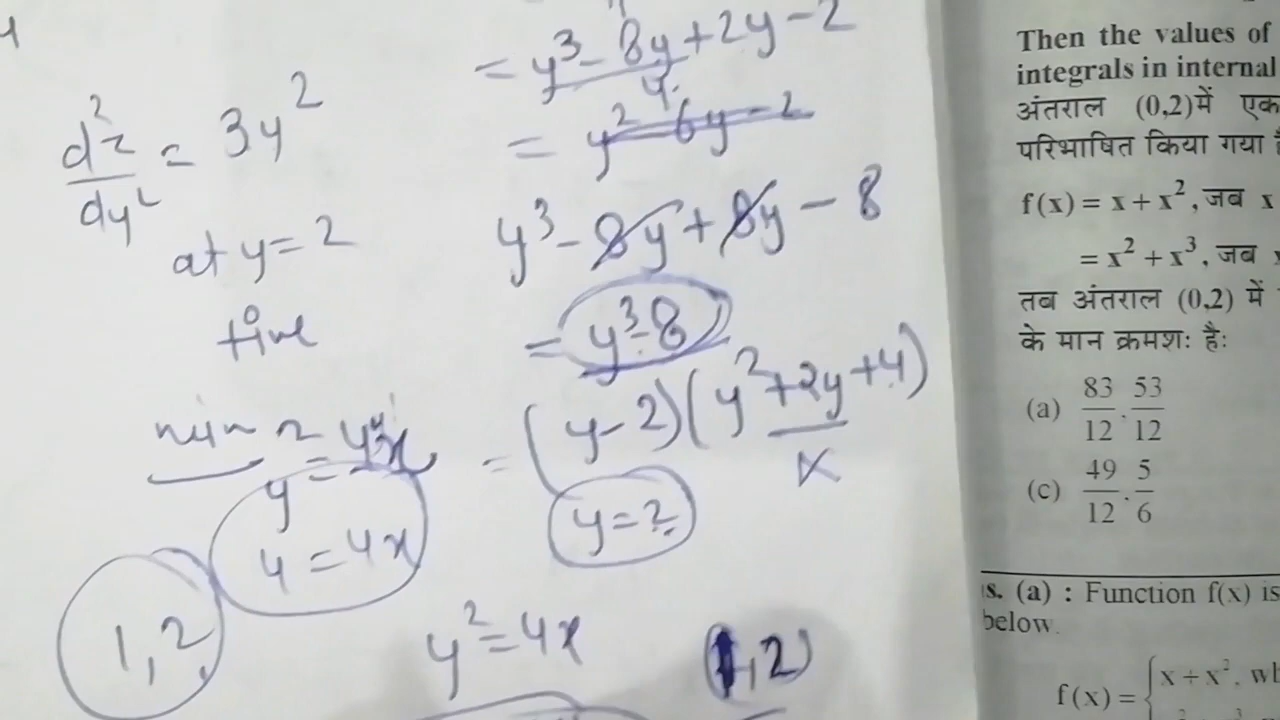 = y³ - 8y + 2y - 2
4
= y² - 6y - 2
d²z/dy² = 3y²
at y = 2
+ive
y³ - 8y + 8y - 8
= y³ - 8
= (y-2)(y²+2y+4)
x
y = 2
min
4 = 4x
1, 2
y² = 4x
(1, 2)
Then the values of
integrals in internal
अंतराल (0,2) में एक
परिभाषित किया गया
f(x) = x + x², जब x
= x² + x³, जब
तब अंतराल (0,2) में
के मान क्रमशः है:
(a) 83/12 . 53/12
(c) 49/12 . 5/6
s. (a) : Function f(x) is
below.
f(x) = { x + x², wh